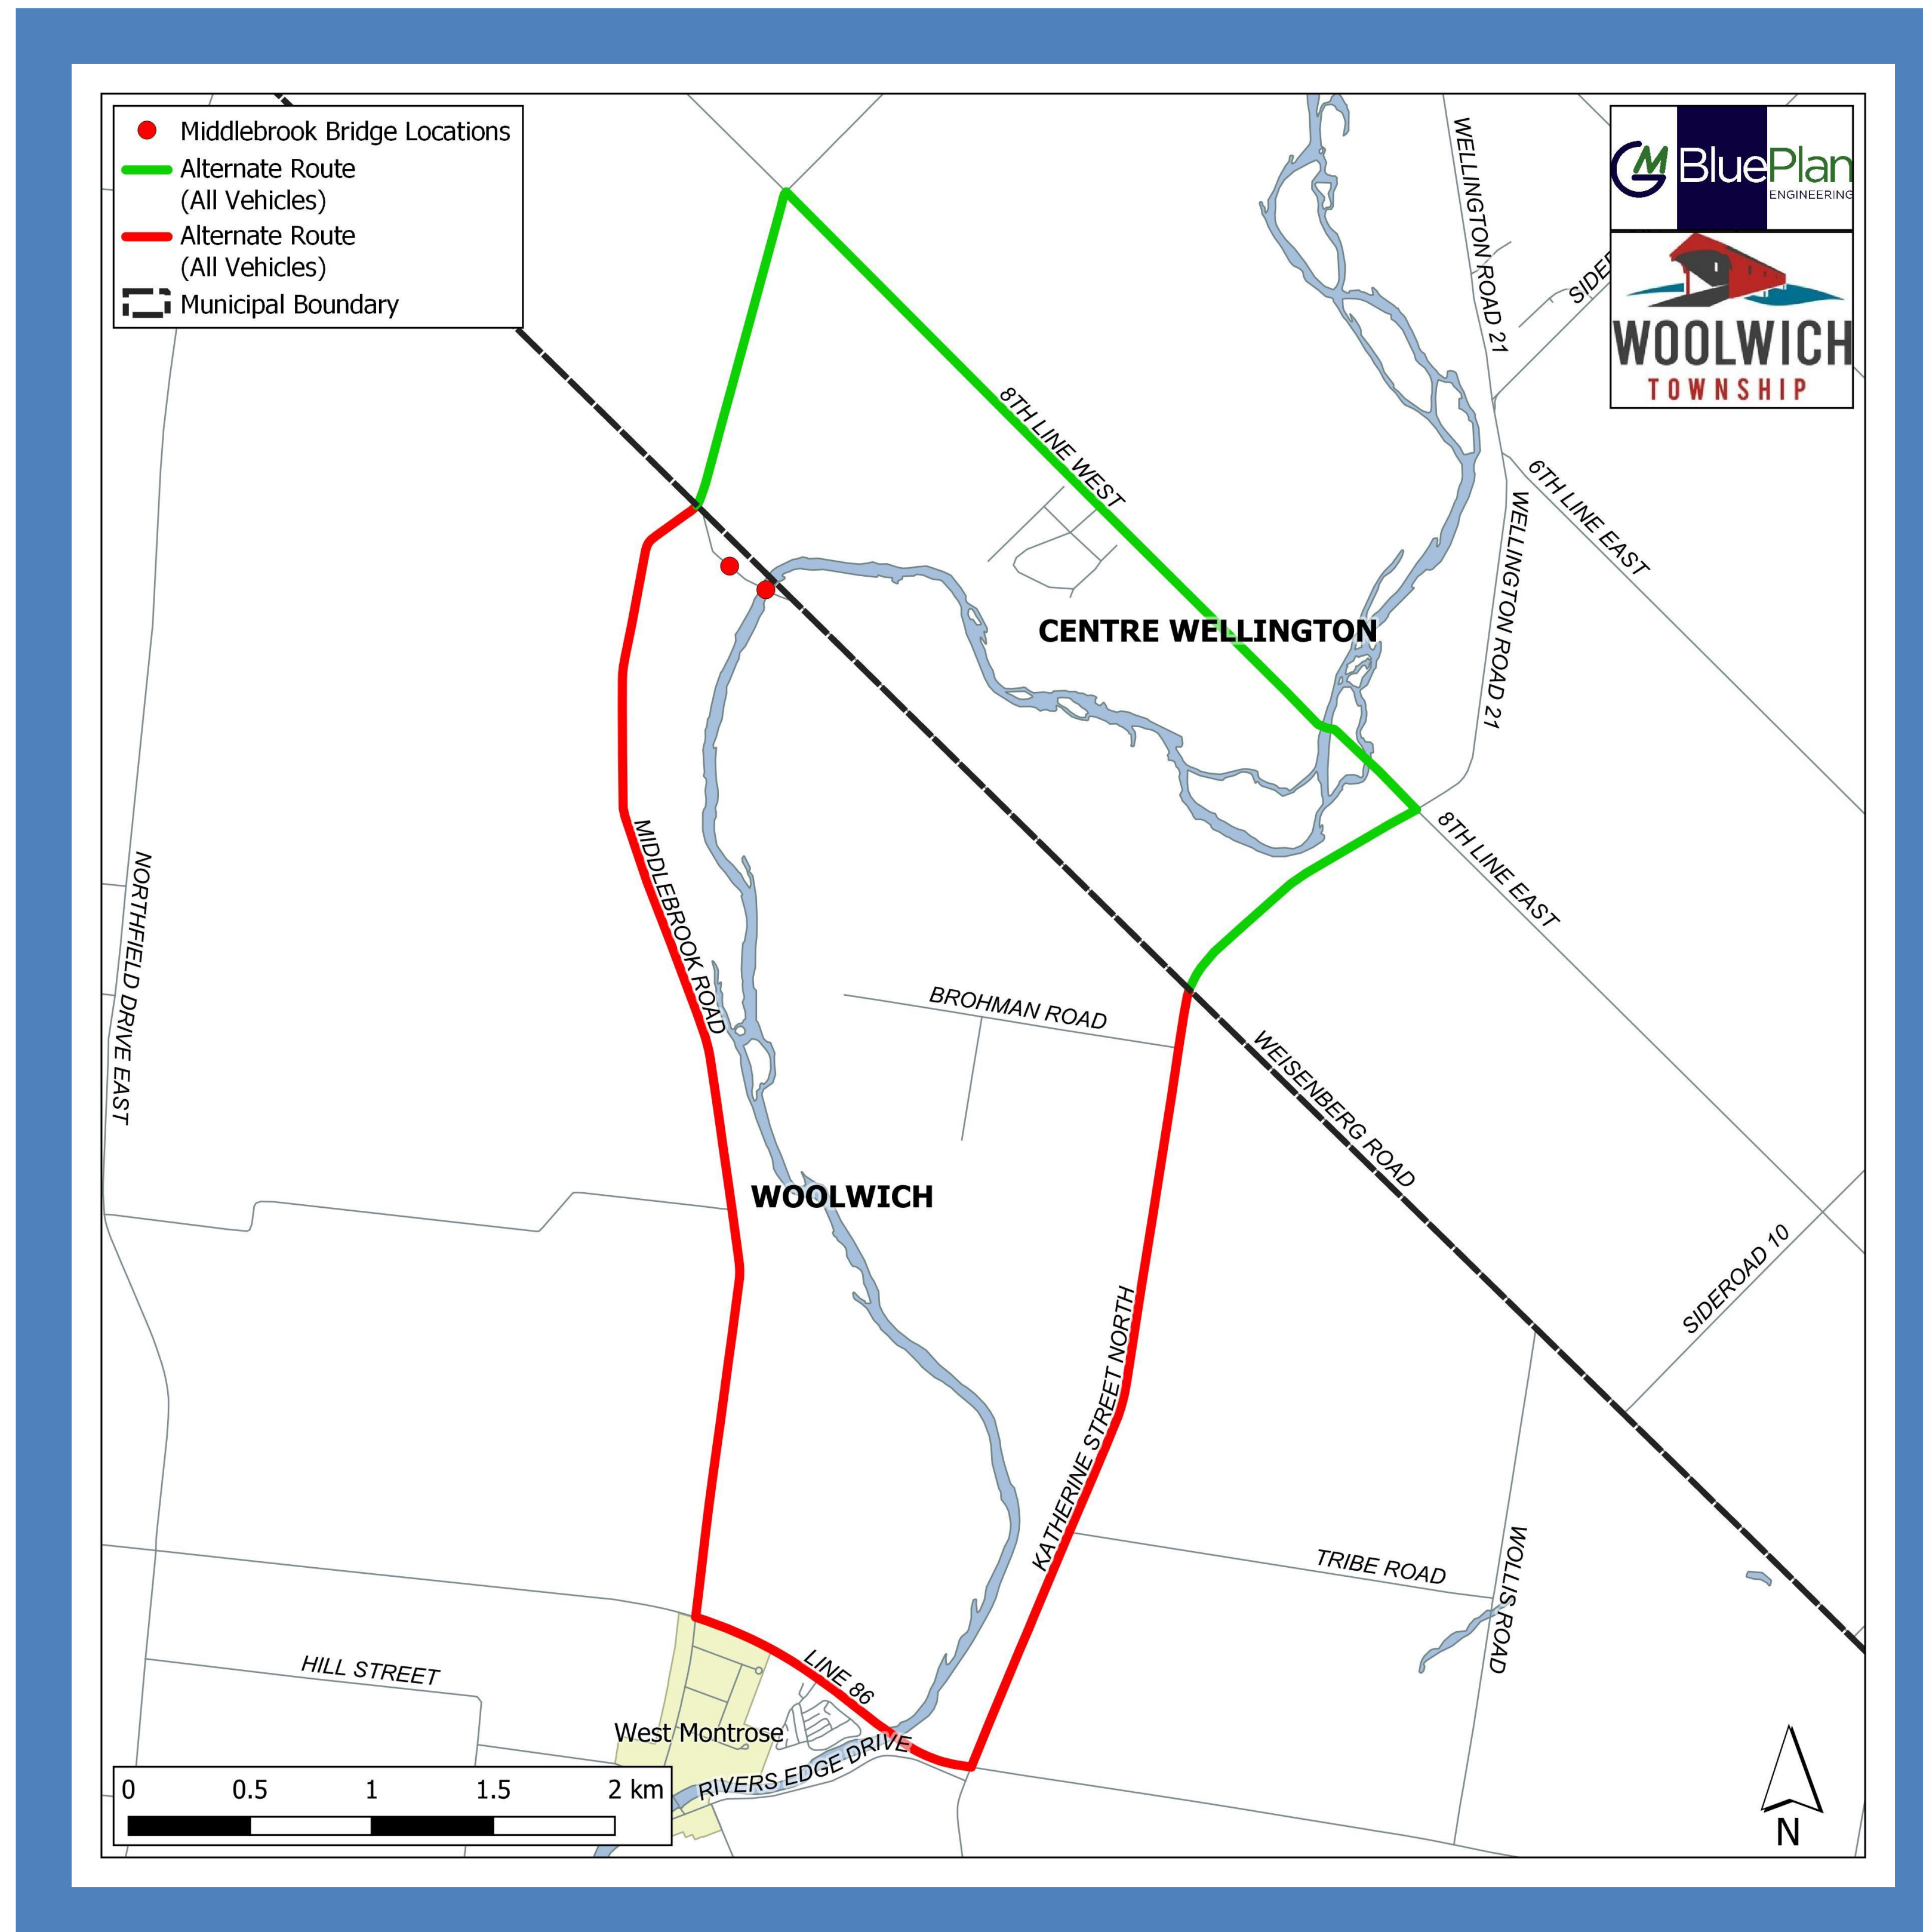 Middlebrook Bridge Locations
Alternate Route
(All Vehicles)
Alternate Route
(All Vehicles)
Municipal Boundary
GM BluePlan
ENGINEERING
WOOLWICH
TOWNSHIP
WELLINGTON ROAD 21
8TH LINE WEST
6TH LINE EAST
WELLINGTON ROAD 21
CENTRE WELLINGTON
8TH LINE EAST
MIDDLEBROOK ROAD
NORTHFIELD DRIVE EAST
BROHMAN ROAD
WEISENBERG ROAD
WOOLWICH
SIDEROAD 10
KATHERINE STREET NORTH
TRIBE ROAD
WOLLIS ROAD
HILL STREET
LINE 86
West Montrose
RIVERS EDGE DRIVE
0 0.5 1 1.5 2 km
N